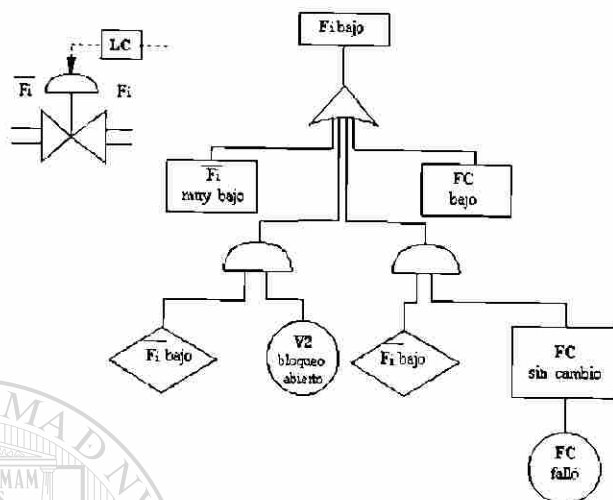 LC
Fi
Fi
Fi bajo
Fi
muy bajo
FC
bajo
Fi bajo
V2
bloqueo
abierto
Fi bajo
FC
sin cambio
FC
falló